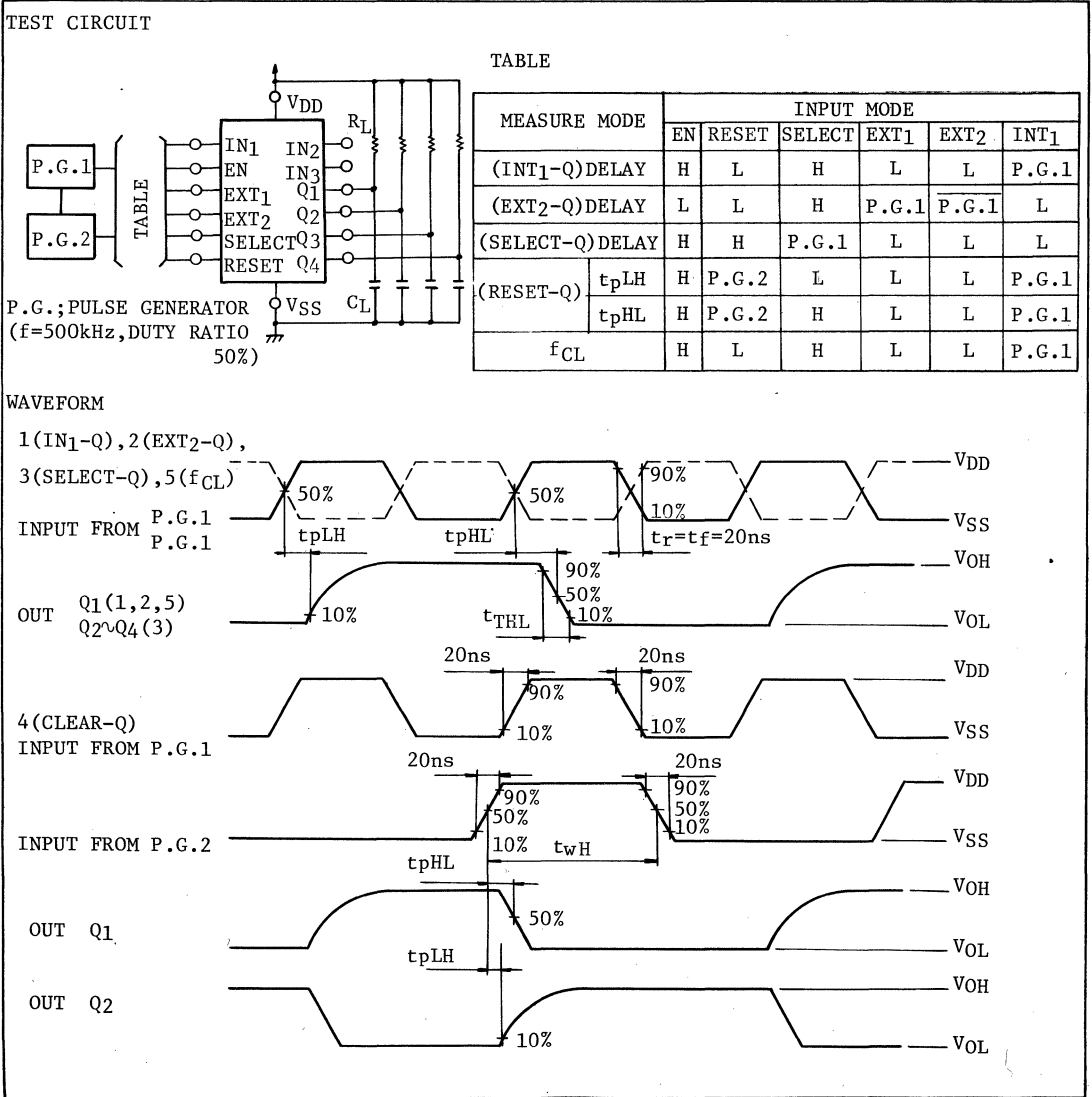 TEST CIRCUIT
TABLE
VDD
RL
IN1 IN2
EN IN3
EXT1 Q1
EXT2 Q2
SELECT Q3
RESET Q4
P.G.1
P.G.2
TABLE
VSS
CL
P.G.;PULSE GENERATOR
(f=500kHz,DUTY RATIO
50%)
MEASURE MODE INPUT MODE
EN RESET SELECT EXT1 EXT2 INT1
(INT1-Q)DELAY H L H L L P.G.1
(EXT2-Q)DELAY L L H P.G.1 P̅.̅G̅.̅1̅ L
(SELECT-Q)DELAY H H P.G.1 L L L
(RESET-Q) tpLH H P.G.2 L L L P.G.1
tpHL H P.G.2 H L L P.G.1
fCL H L H L L P.G.1
WAVEFORM
1(IN1-Q),2(EXT2-Q),
3(SELECT-Q),5(fCL)
INPUT FROM P.G.1
P.G.1
50%
50%
90%
10%
VDD
VSS
tpLH
tpHL
tr=tf=20ns
OUT Q1(1,2,5)
Q2∿Q4(3)
10%
tTHL
90%
50%
10%
VOH
VOL
20ns
20ns
4(CLEAR-Q)
INPUT FROM P.G.1
90%
10%
90%
10%
VDD
VSS
20ns
20ns
INPUT FROM P.G.2
90%
50%
10%
twH
90%
50%
10%
VDD
VSS
tpHL
OUT Q1
50%
VOH
VOL
tpLH
OUT Q2
10%
VOH
VOL